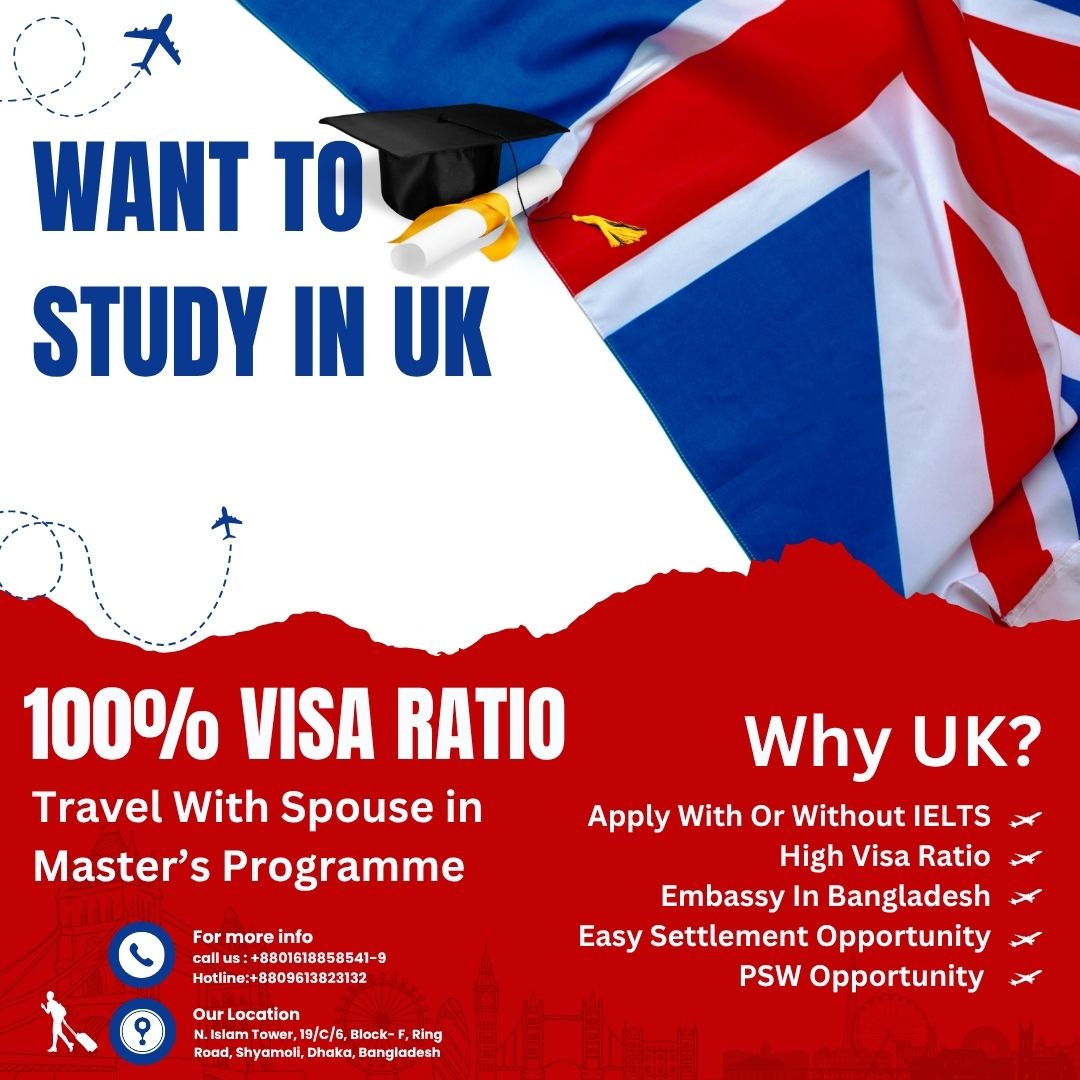 WANT TO
STUDY IN UK
100% VISA RATIO
Travel With Spouse in
Master’s Programme
For more info
call us : +8801618858541-9
Hotline:+8809613823132
Our Location
N. Islam Tower, 19/C/6, Block- F, Ring
Road, Shyamoli, Dhaka, Bangladesh
Why UK?
Apply With Or Without IELTS
High Visa Ratio
Embassy In Bangladesh
Easy Settlement Opportunity
PSW Opportunity